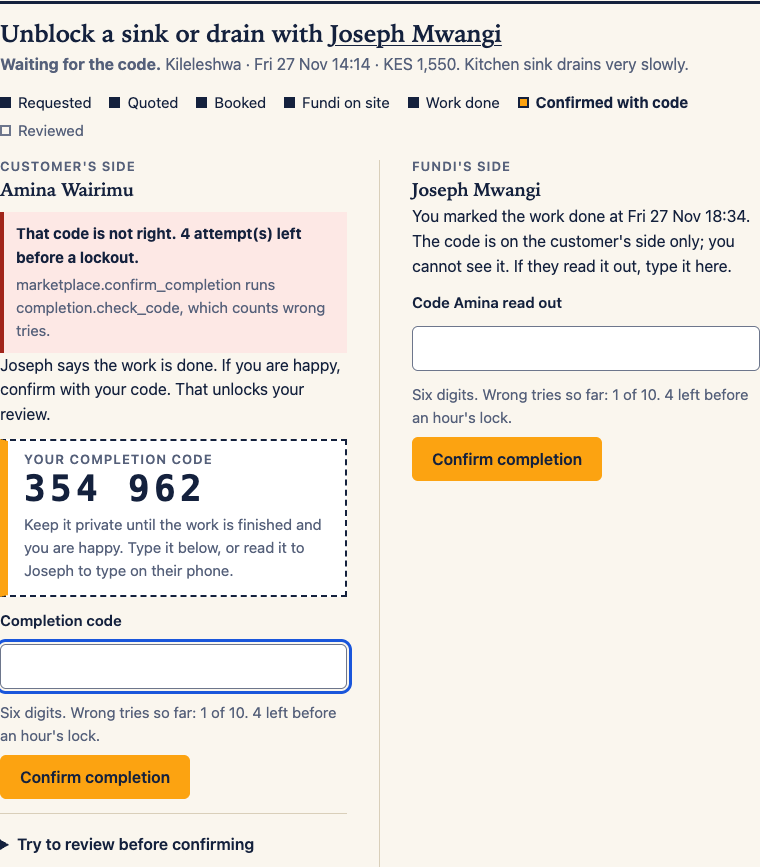 Unblock a sink or drain with Joseph Mwangi
Waiting for the code. Kileleshwa · Fri 27 Nov 14:14 · KES 1,550. Kitchen sink drains very slowly.
Requested Quoted Booked Fundi on site Work done Confirmed with code
Reviewed
CUSTOMER'S SIDE
Amina Wairimu
That code is not right. 4 attempt(s) left
before a lockout.
marketplace.confirm_completion runs
completion.check_code, which counts wrong
tries.
Joseph says the work is done. If you are happy,
confirm with your code. That unlocks your
review.
YOUR COMPLETION CODE
354 962
Keep it private until the work is finished and
you are happy. Type it below, or read it to
Joseph to type on their phone.
Completion code
Six digits. Wrong tries so far: 1 of 10. 4 left before
an hour's lock.
Confirm completion
Try to review before confirming
FUNDI'S SIDE
Joseph Mwangi
You marked the work done at Fri 27 Nov 18:34.
The code is on the customer's side only; you
cannot see it. If they read it out, type it here.
Code Amina read out
Six digits. Wrong tries so far: 1 of 10. 4 left before
an hour's lock.
Confirm completion